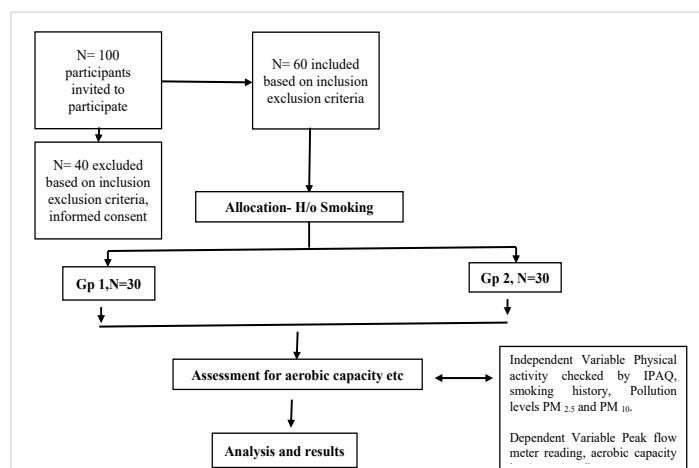 N= 100
participants
invited to
participate
N= 60 included
based on inclusion
exclusion criteria
N= 40 excluded
based on inclusion
exclusion criteria,
informed consent
Allocation- H/o Smoking
Gp 1,N=30
Gp 2, N=30
Assessment for aerobic capacity etc
Independent Variable Physical
activity checked by IPAQ,
smoking history, Pollution
levels PM 2.5 and PM 10.
Dependent Variable Peak flow
meter reading, aerobic capacity
Analysis and results